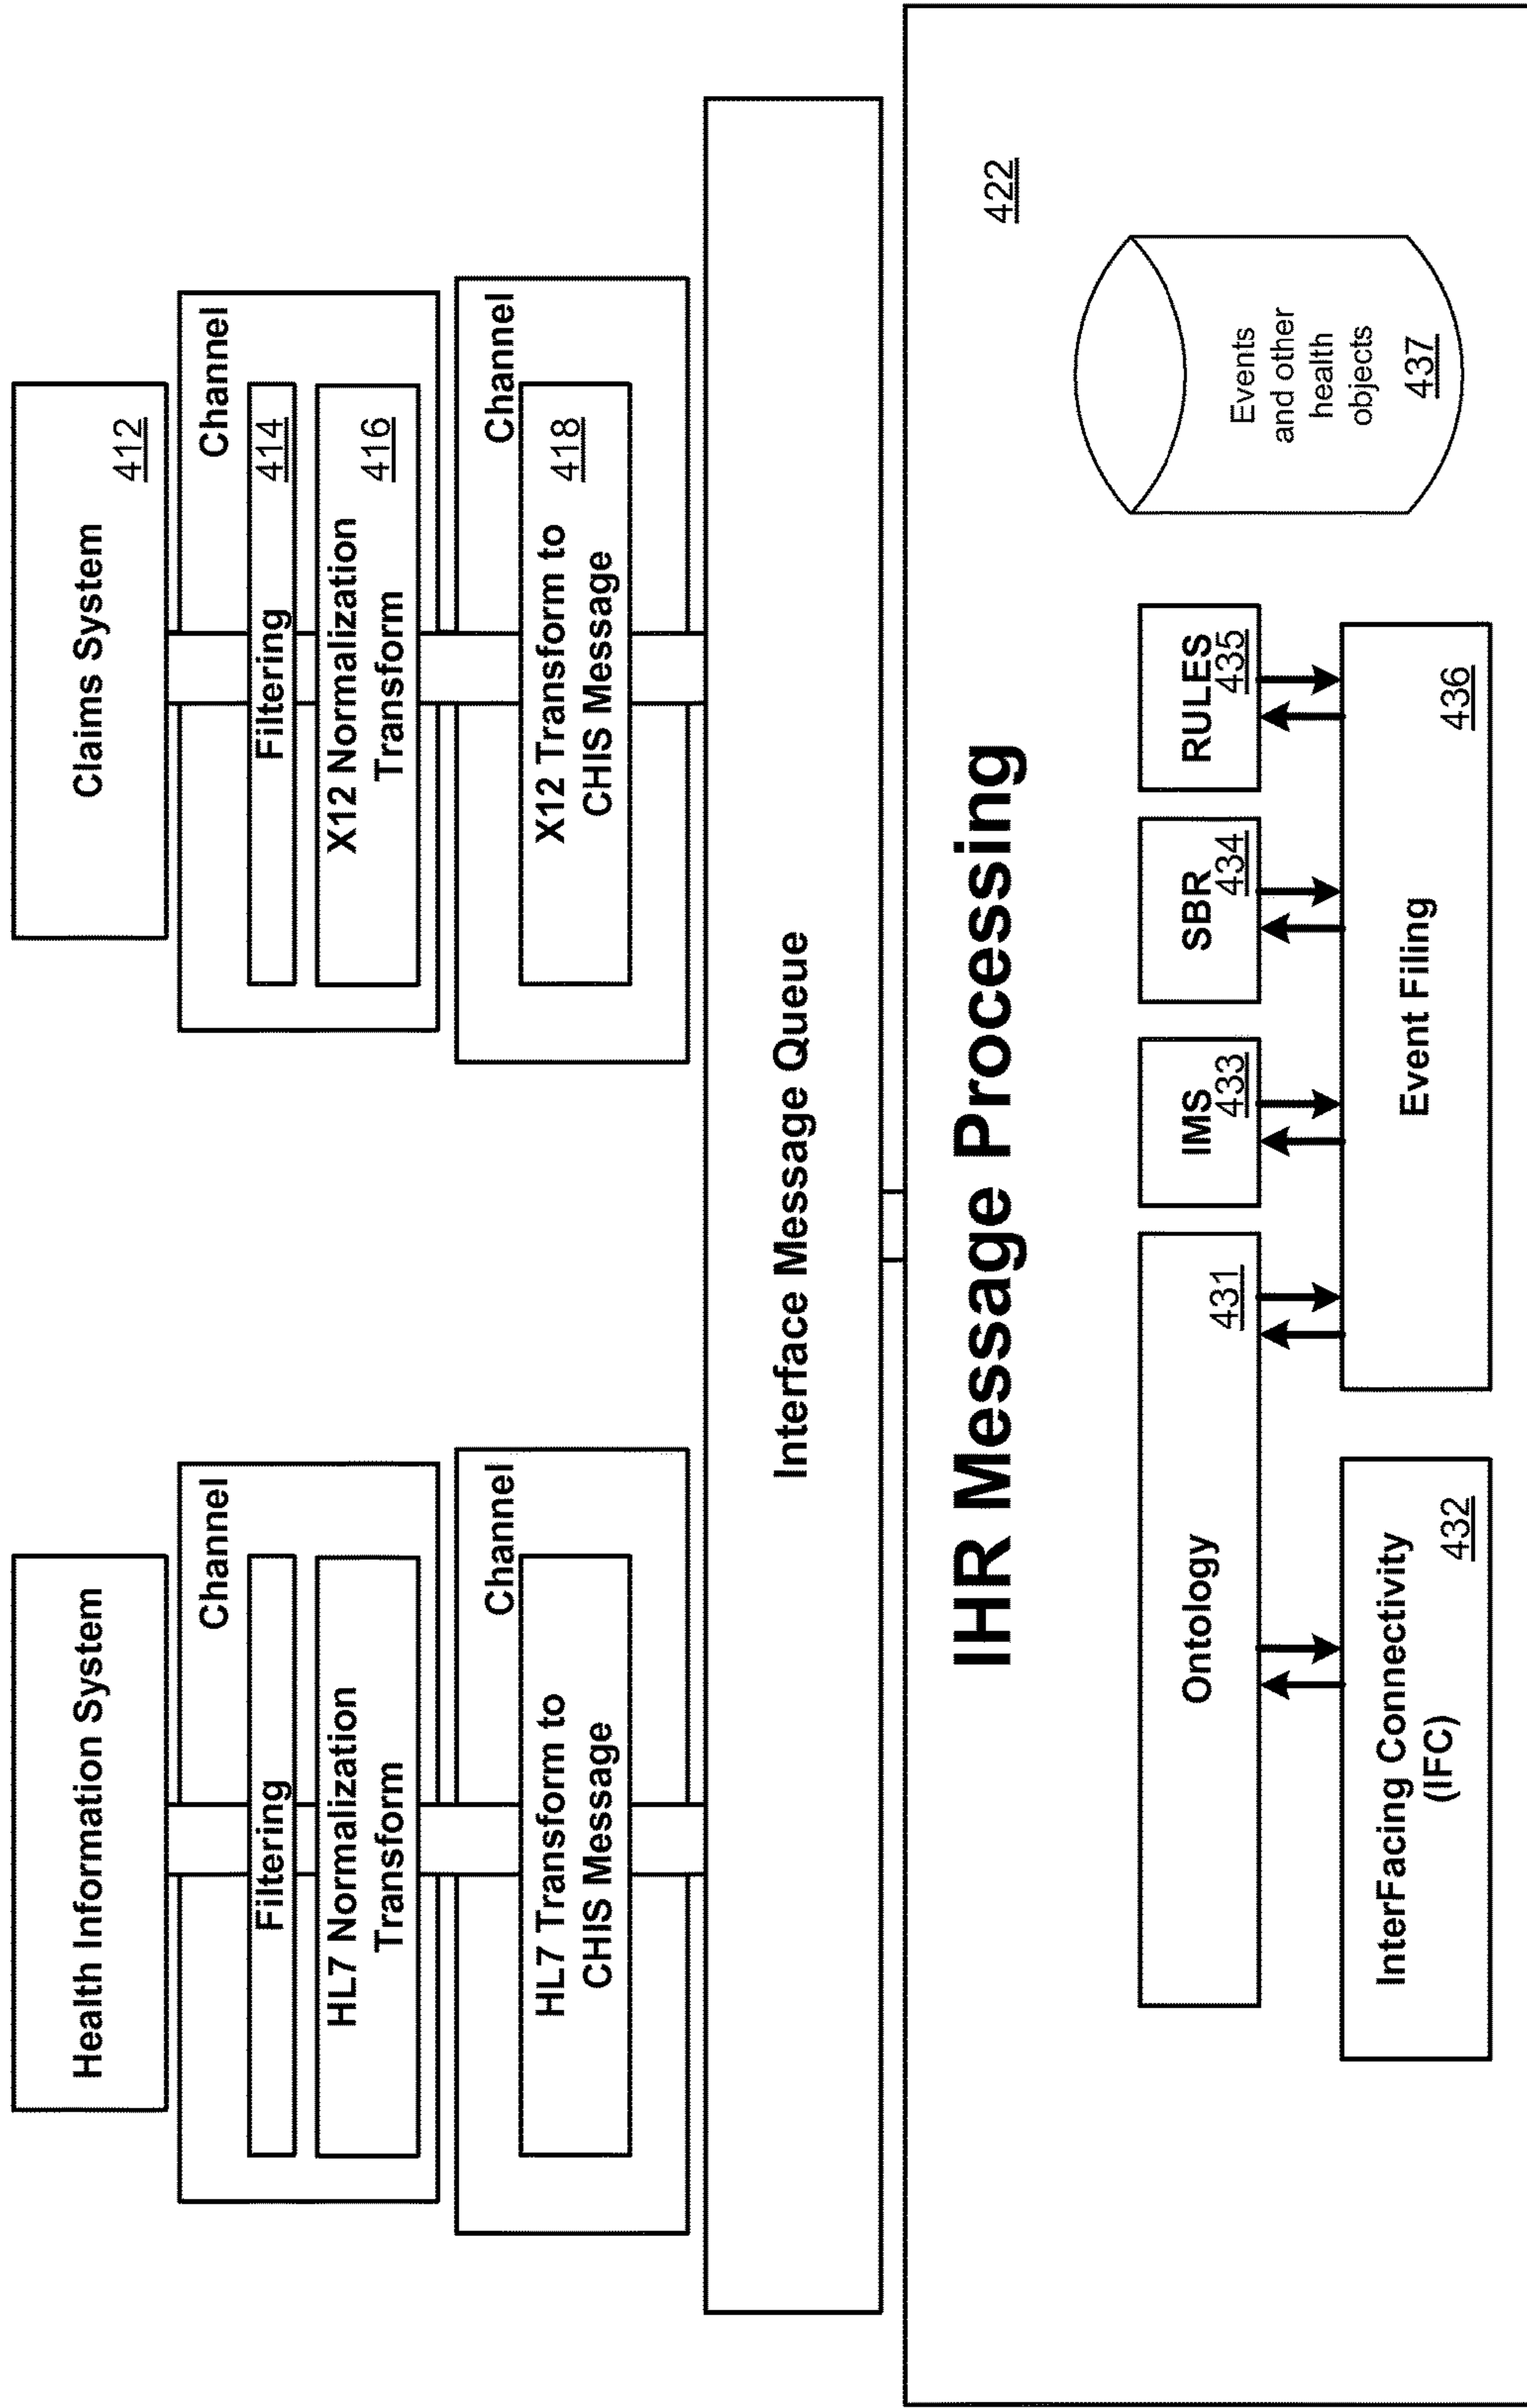 Health Information System
Channel
Filtering
HL7 Normalization
Transform
Channel
HL7 Transform to
CHIS Message
Claims System
412
Channel
Filtering 414
X12 Normalization
Transform
416
Channel
X12 Transform to
CHIS Message
418
Interface Message Queue
IHR Message Processing
422
Ontology
431
IMS
433
SBR
434
RULES
435
InterFacing Connectivity
(IFC)
432
Event Filing
436
Events
and other
health
objects
437